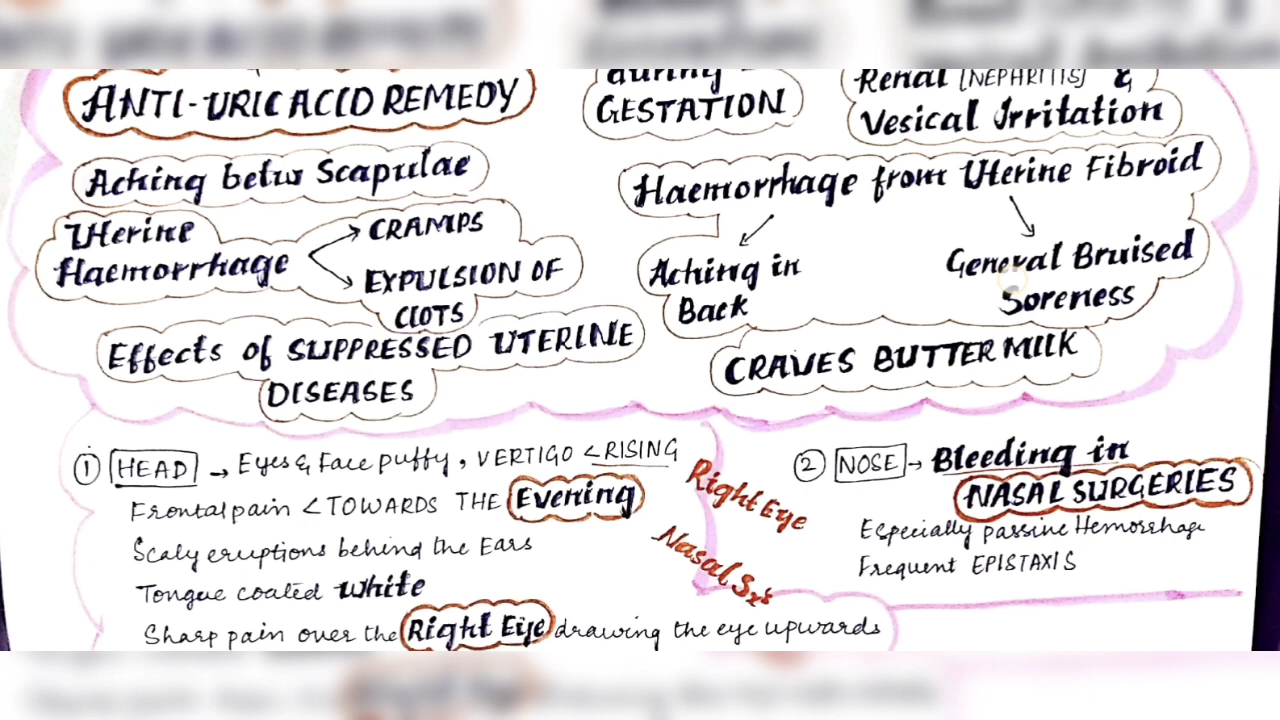 ANTI-URIC ACID REMEDY
during
GESTATION
Renal [NEPHRITIS] &
Vesical Irritation
Aching betw Scapulae
Uterine
Haemorrhage
CRAMPS
EXPULSION OF
CLOTS
Haemorrhage from Uterine Fibroid
Aching in
Back
General Bruised
Soreness
Effects of SUPPRESSED UTERINE
DISEASES
CRAVES BUTTER MILK
① HEAD → Eyes & Face puffy, VERTIGO < RISING
Frontal pain < TOWARDS THE Evening
Scaly eruptions behind the Ears
Tongue coated white
Sharp pain over the Right Eye drawing the eye upwards
Right Eye
Nasal Sxs
② NOSE → Bleeding in
NASAL SURGERIES
Especially passive Hemorrhage
Frequent EPISTAXIS